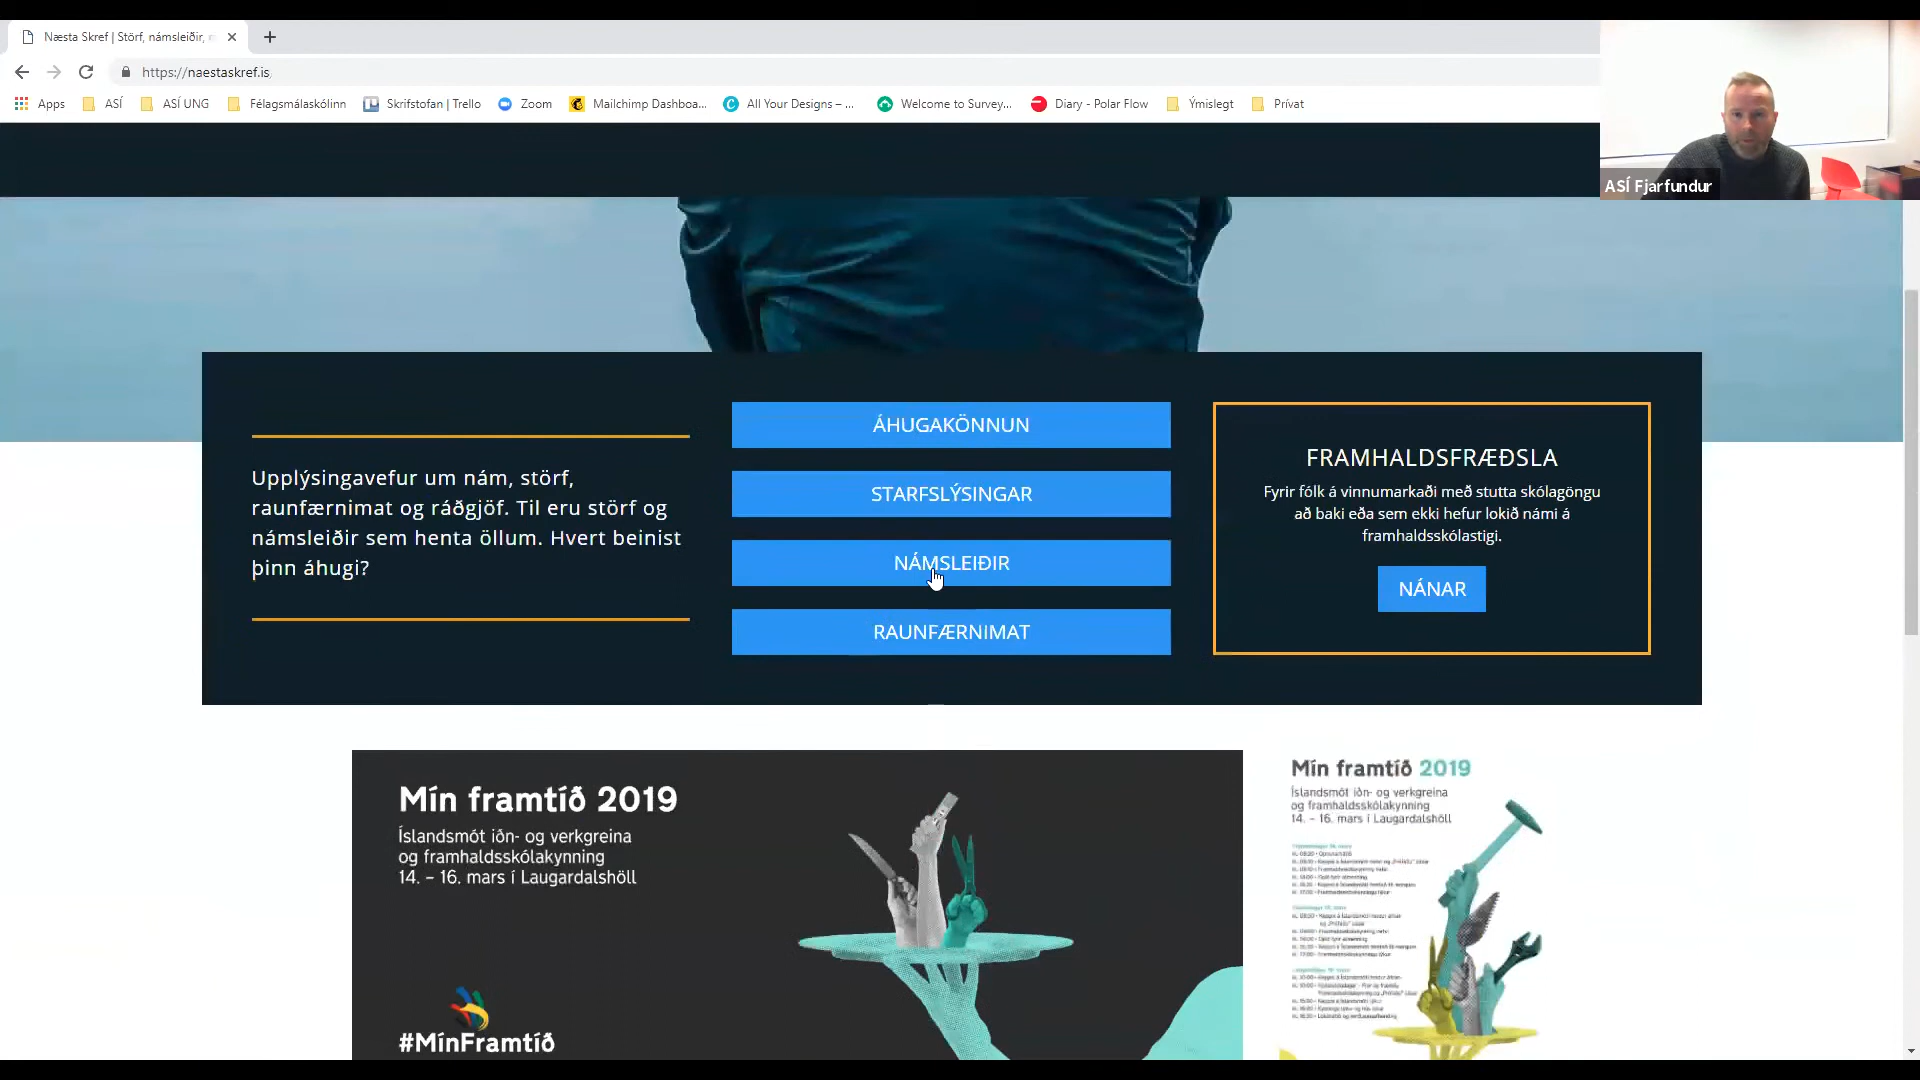 Næsta Skref | Störf, námsleiðir,
https://naestaskref.is
Apps
ASÍ
ASÍ UNG
Félagsmálaskólinn
Skrifstofan | Trello
Zoom
Mailchimp Dashboa...
All Your Designs – ...
Welcome to Survey...
Diary - Polar Flow
Ýmislegt
Prívat
ASÍ Fjarfundur
Upplýsingavefur um nám, störf,
raunfærnimat og ráðgjöf. Til eru störf og
námsleiðir sem henta öllum. Hvert beinist
þinn áhugi?
ÁHUGAKÖNNUN
STARFSLÝSINGAR
NÁMSLEIÐIR
RAUNFÆRNIMAT
FRAMHALDSFRÆÐSLA
Fyrir fólk á vinnumarkaði með stutta skólagöngu
að baki eða sem ekki hefur lokið námi á
framhaldsskólastigi.
NÁNAR
Mín framtíð 2019
Íslandsmót iðn- og verkgreina
og framhaldsskólakynning
14. – 16. mars í Laugardalshöll
#MínFramtíð
Mín framtíð 2019
Íslandsmót iðn- og verkgreina
og framhaldsskólakynning
14. – 16. mars í Laugardalshöll